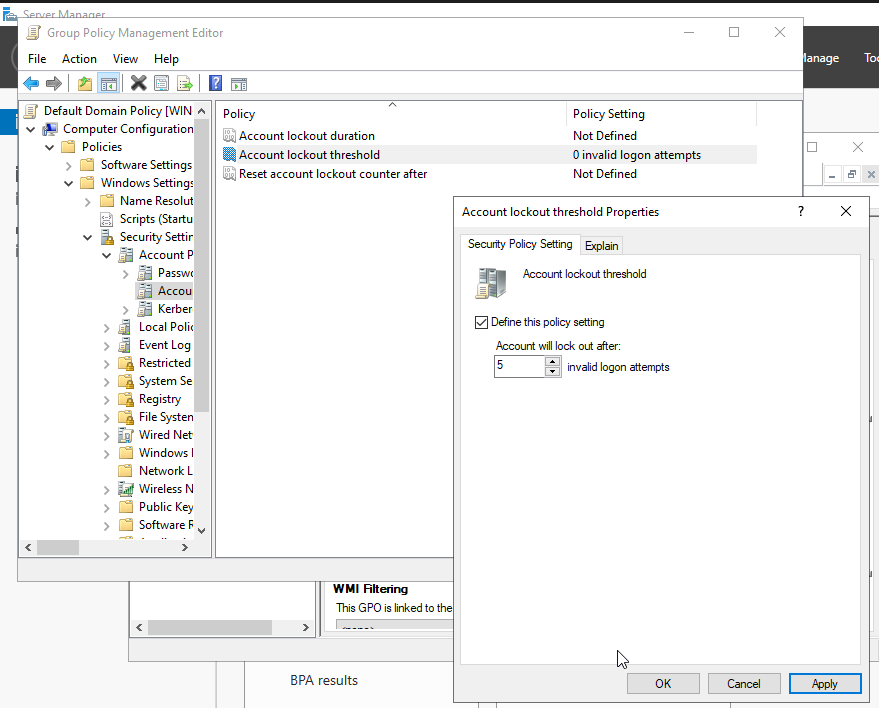 Server Manager
Group Policy Management Editor
File Action View Help
Manage
Default Domain Policy [WIN
Computer Configuration
Policies
Software Settings
Windows Settings
Name Resolut
Scripts (Startu
Security Settin
Account P
Passwo
Accou
Kerber
Local Polic
Event Log
Restricted
System Se
Registry
File System
Wired Net
Windows
Network L
Wireless N
Public Key
Software R
Policy Policy Setting
Account lockout duration Not Defined
Account lockout threshold 0 invalid logon attempts
Reset account lockout counter after Not Defined
Account lockout threshold Properties
Security Policy Setting Explain
Account lockout threshold
Define this policy setting
Account will lock out after:
5 invalid logon attempts
OK Cancel Apply
WMI Filtering
This GPO is linked to the
BPA results